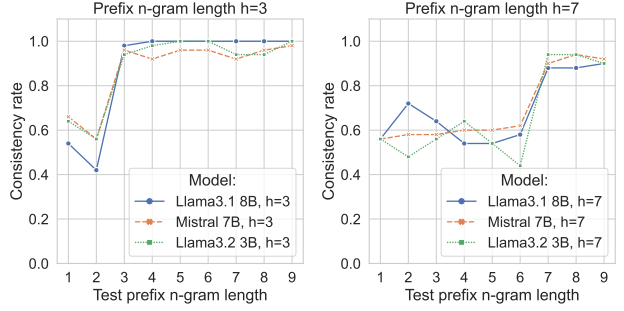 Prefix n-gram length h=3
Consistency rate
1.0
0.8
0.6
0.4
0.2
0.0
Model:
Llama3.1 8B, h=3
Mistral 7B, h=3
Llama3.2 3B, h=3
1 2 3 4 5 6 7 8 9
Test prefix n-gram length
Prefix n-gram length h=7
Consistency rate
1.0
0.8
0.6
0.4
0.2
0.0
Model:
Llama3.1 8B, h=7
Mistral 7B, h=7
Llama3.2 3B, h=7
1 2 3 4 5 6 7 8 9
Test prefix n-gram length